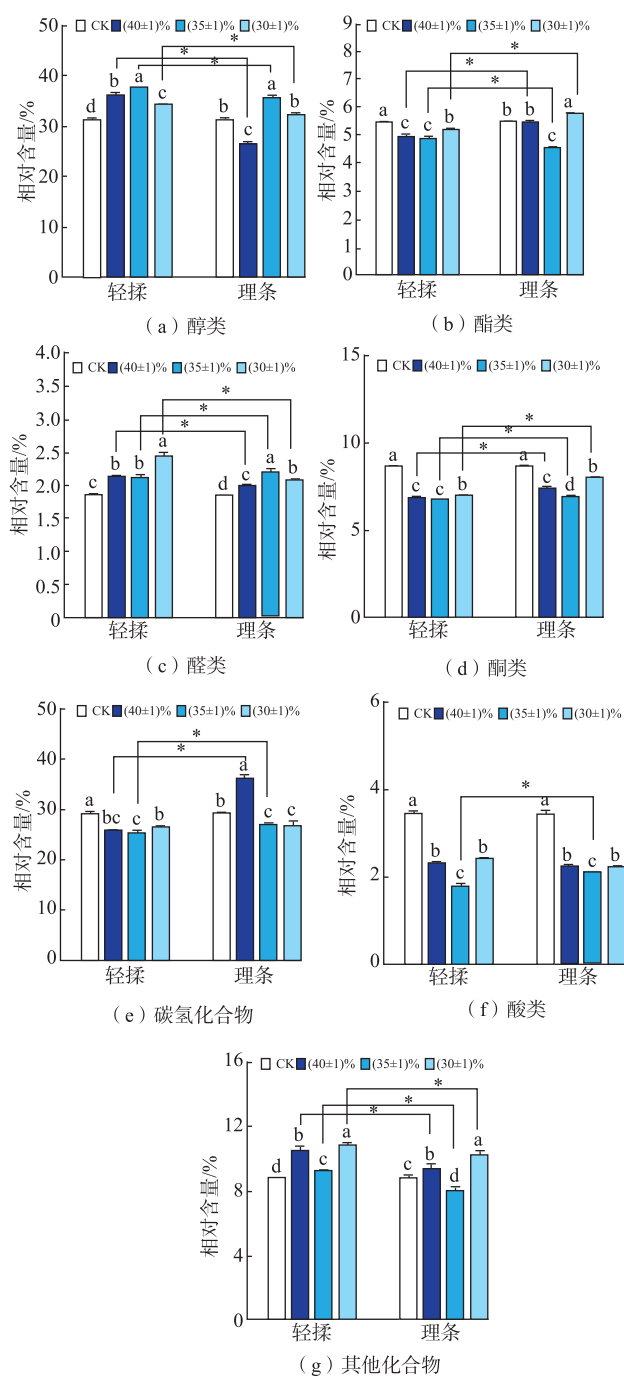 50
40
30
20
10
0
相对含量/%
CK (40±1)% (35±1)% (30±1)%
* *
* *
d b a c b c a b
轻揉 理条
(a)醇类
9
8
7
6
5
4
3
2
1
0
相对含量/%
CK (40±1)% (35±1)% (30±1)%
*
*
*
a c c b b b c a
轻揉 理条
(b)酯类
4.0
3.5
3.0
2.5
2.0
1.5
1.0
0.5
0
相对含量/%
CK (40±1)% (35±1)% (30±1)%
*
*
*
c b b a d c a b
轻揉 理条
(c)醛类
15
10
5
0
相对含量/%
CK (40±1)% (35±1)% (30±1)%
*
*
*
a c c b a c d b
轻揉 理条
(d)酮类
50
40
30
20
10
0
相对含量/%
CK (40±1)% (35±1)% (30±1)%
*
*
a bc c b b a c c
轻揉 理条
(e)碳氢化合物
6
4
2
0
相对含量/%
CK (40±1)% (35±1)% (30±1)%
*
a b c b a b c b
轻揉 理条
(f)酸类
16
12
8
4
0
相对含量/%
CK (40±1)% (35±1)% (30±1)%
*
*
*
d b c a c b d a
轻揉 理条
(g)其他化合物